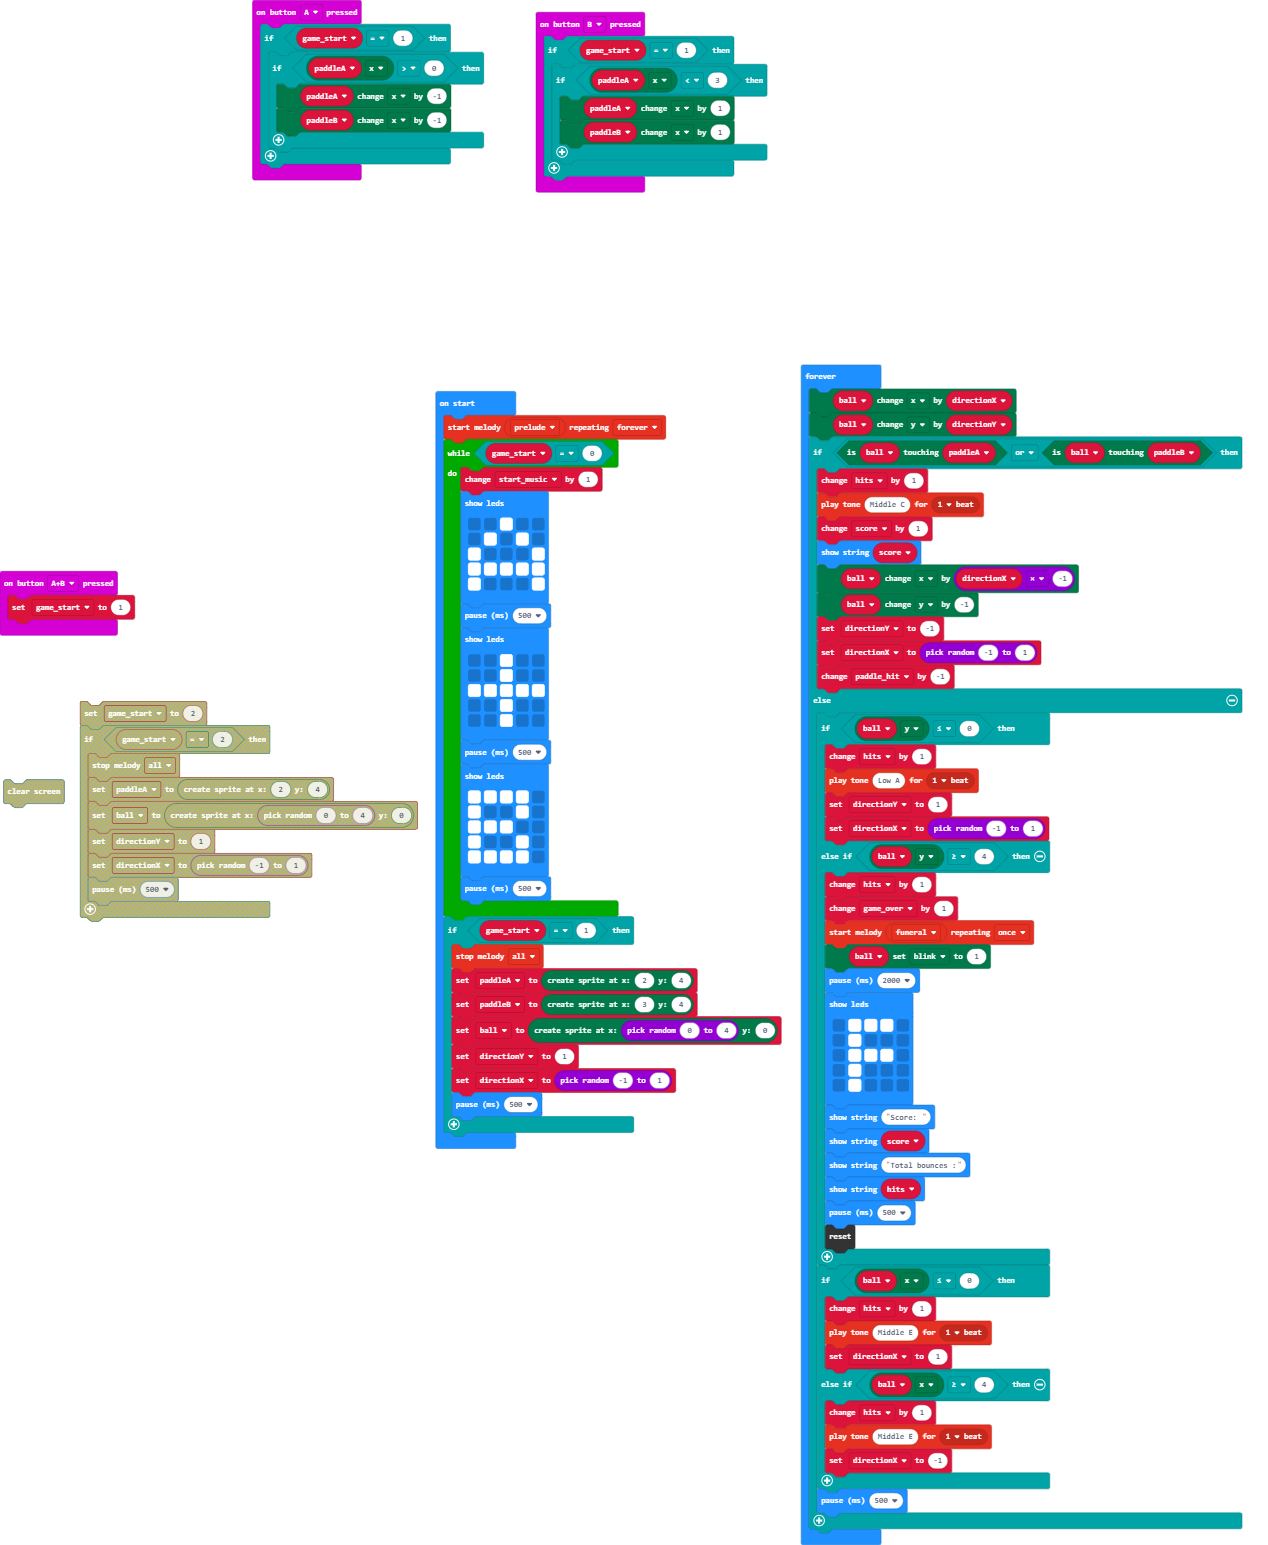 on button A pressed
if game_start = 1 then
if paddleA x > 0 then
paddleA change x by -1
paddleB change x by -1
on button B pressed
if game_start = 1 then
if paddleA x < 3 then
paddleA change x by 1
paddleB change x by 1
on button A+B pressed
set game_start to 1
clear screen
set game_start to 2
if game_start = 2 then
stop melody all
set paddleA to create sprite at x: 2 y: 4
set ball to create sprite at x: pick random 0 to 4 y: 0
set directionY to 1
set directionX to pick random -1 to 1
pause (ms) 500
on start
start melody prelude repeating forever
while game_start = 0
do change start_music by 1
show leds
pause (ms) 500
show leds
pause (ms) 500
show leds
pause (ms) 500
if game_start = 1 then
stop melody all
set paddleA to create sprite at x: 2 y: 4
set paddleB to create sprite at x: 3 y: 4
set ball to create sprite at x: pick random 0 to 4 y: 0
set directionY to 1
set directionX to pick random -1 to 1
pause (ms) 500
forever
ball change x by directionX
ball change y by directionY
if is ball touching paddleA or is ball touching paddleB then
change hits by 1
play tone Middle C for 1 beat
change score by 1
show string score
ball change x by directionX × -1
ball change y by -1
set directionY to -1
set directionX to pick random -1 to 1
change paddle_hit by -1
else
if ball y ≤ 0 then
change hits by 1
play tone Low A for 1 beat
set directionY to 1
set directionX to pick random -1 to 1
else if ball y ≥ 4 then
change hits by 1
change game_over by 1
start melody funeral repeating once
ball set blink to 1
pause (ms) 2000
show leds
show string "Score: "
show string score
show string "Total bounces :"
show string hits
pause (ms) 500
reset
if ball x ≤ 0 then
change hits by 1
play tone Middle E for 1 beat
set directionX to 1
else if ball x ≥ 4 then
change hits by 1
play tone Middle E for 1 beat
set directionX to -1
pause (ms) 500